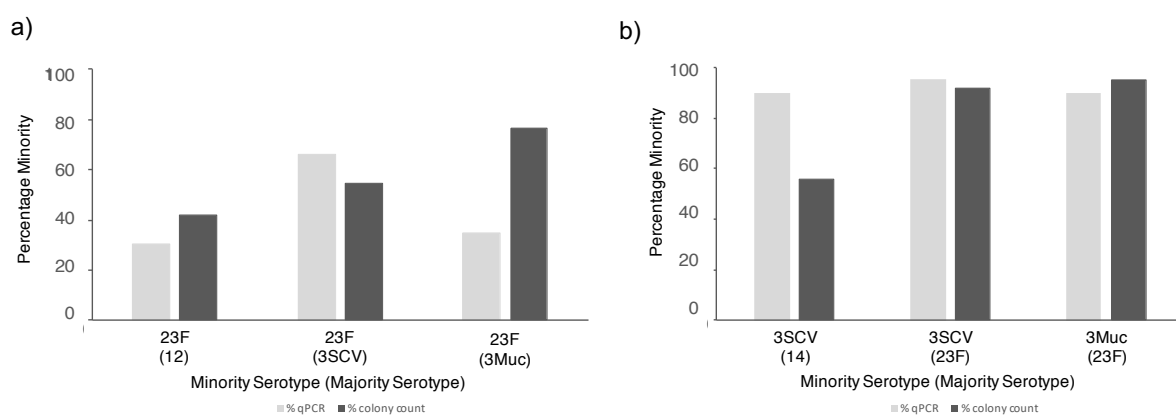 a)
Percentage Minority
100
80
60
40
20
0
23F
(12)
23F
(3SCV)
23F
(3Muc)
Minority Serotype (Majority Serotype)
% qPCR % colony count
b)
Percentage Minority
100
80
60
40
20
0
3SCV
(14)
3SCV
(23F)
3Muc
(23F)
Minority Serotype (Majority Serotype)
% qPCR % colony count